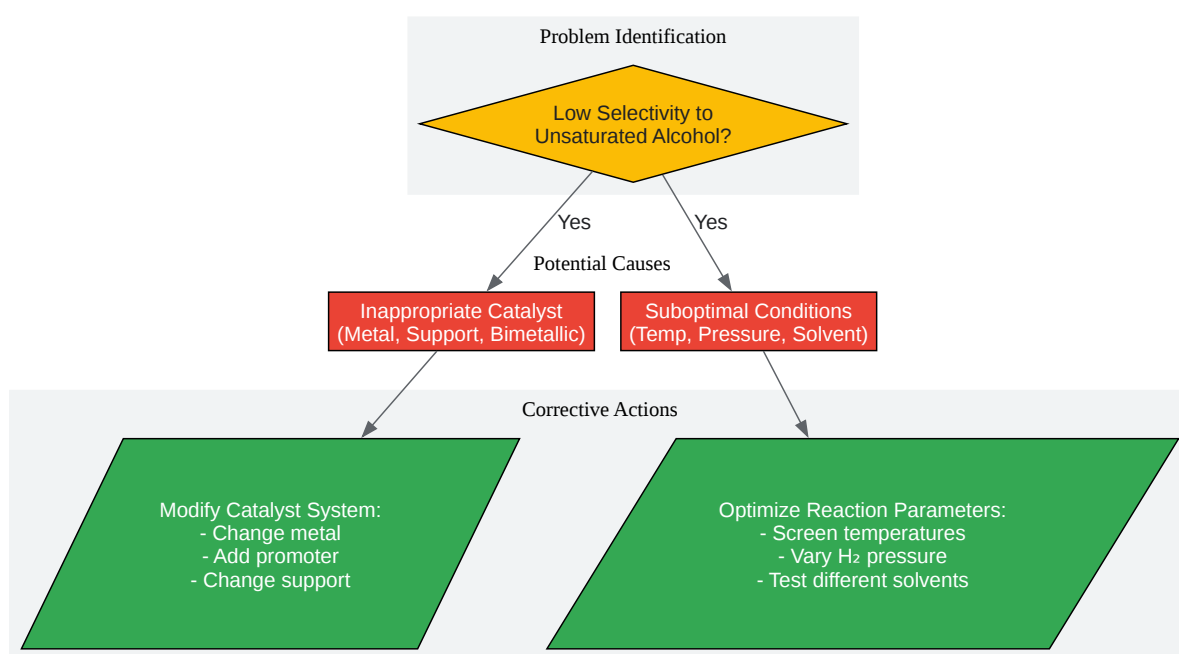 Problem Identification
Low Selectivity to
Unsaturated Alcohol?
Yes
Yes
Potential Causes
Inappropriate Catalyst
(Metal, Support, Bimetallic)
Suboptimal Conditions
(Temp, Pressure, Solvent)
Corrective Actions
Modify Catalyst System:
- Change metal
- Add promoter
- Change support
Optimize Reaction Parameters:
- Screen temperatures
- Vary H₂ pressure
- Test different solvents